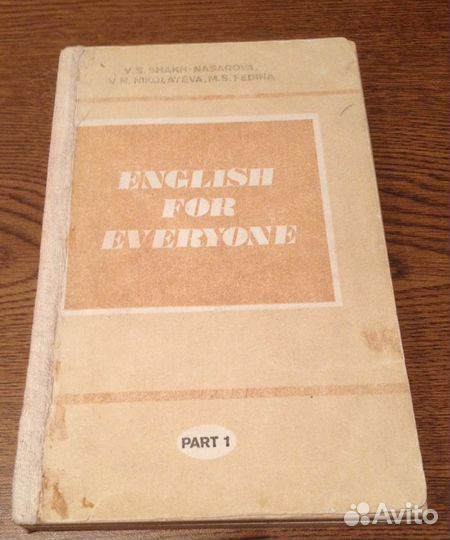 V.S. SHAKH-NASAROVA,
V.N. NIKOLAYEVA, M.S. FEDINA
ENGLISH
FOR
EVERYONE
PART 1
Avito